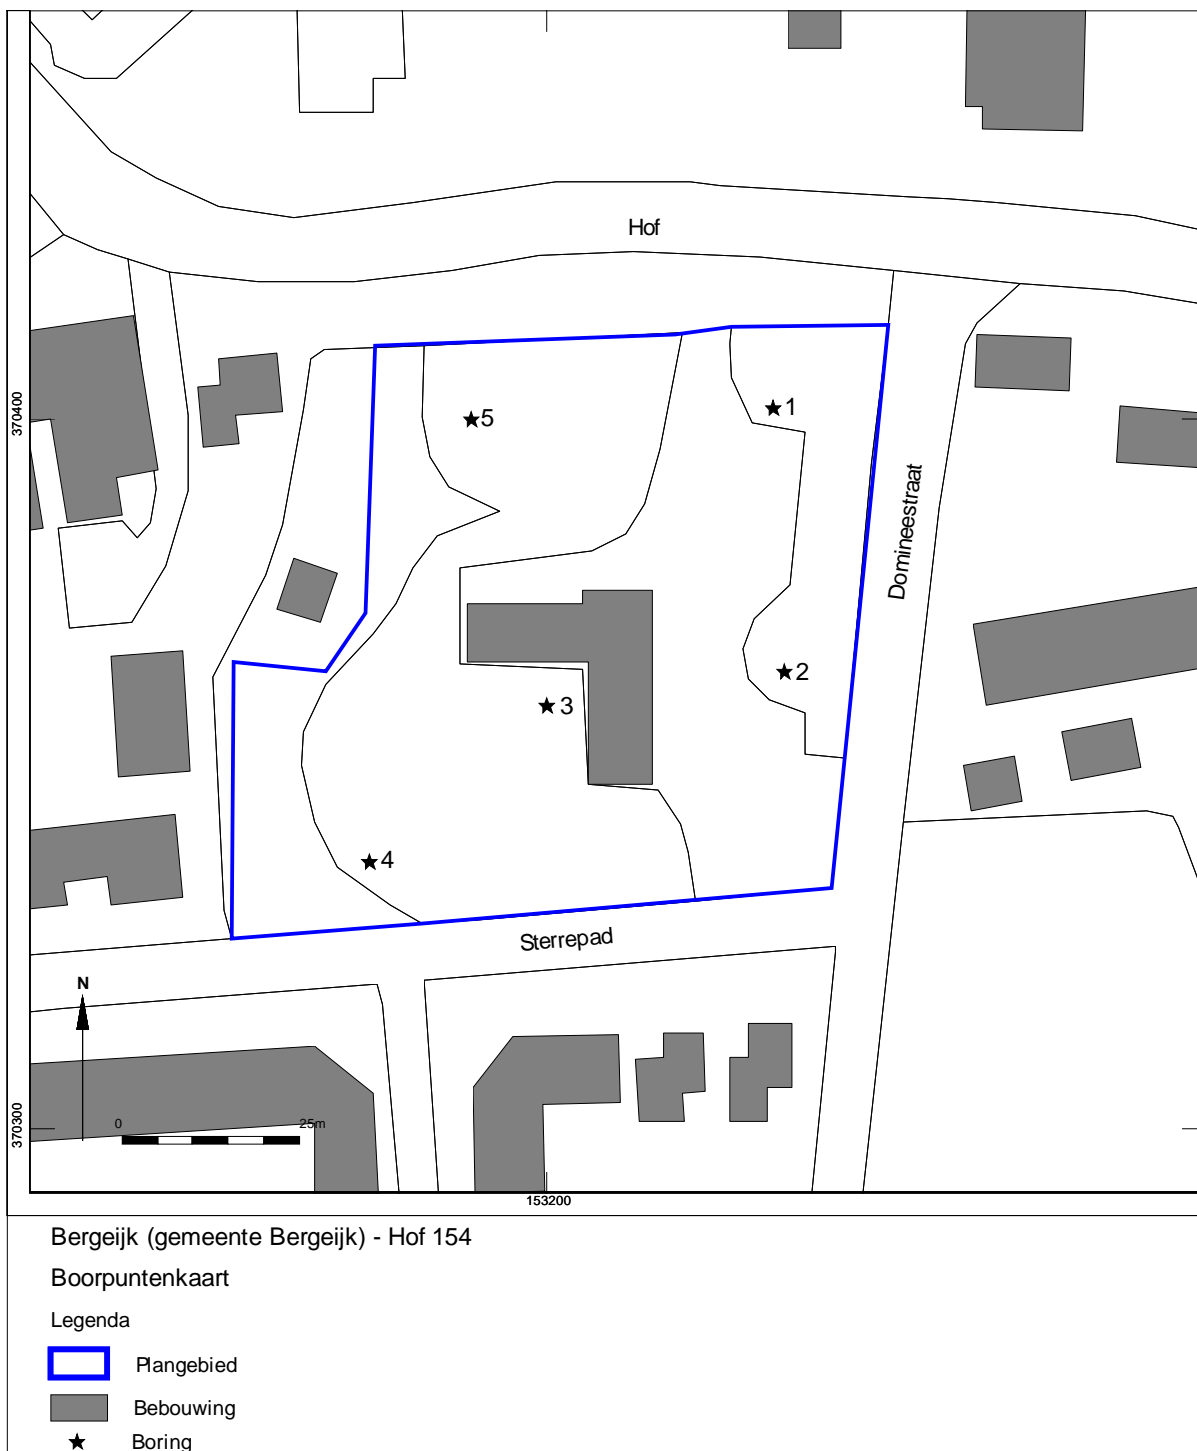 Hof
370400
5
1
Domineestraat
2
3
4
Sterrepad
N
0 25m
370300
153200
Bergeijk (gemeente Bergeijk) - Hof 154
Boorpuntenkaart
Legenda
Plangebied
Bebouwing
Boring